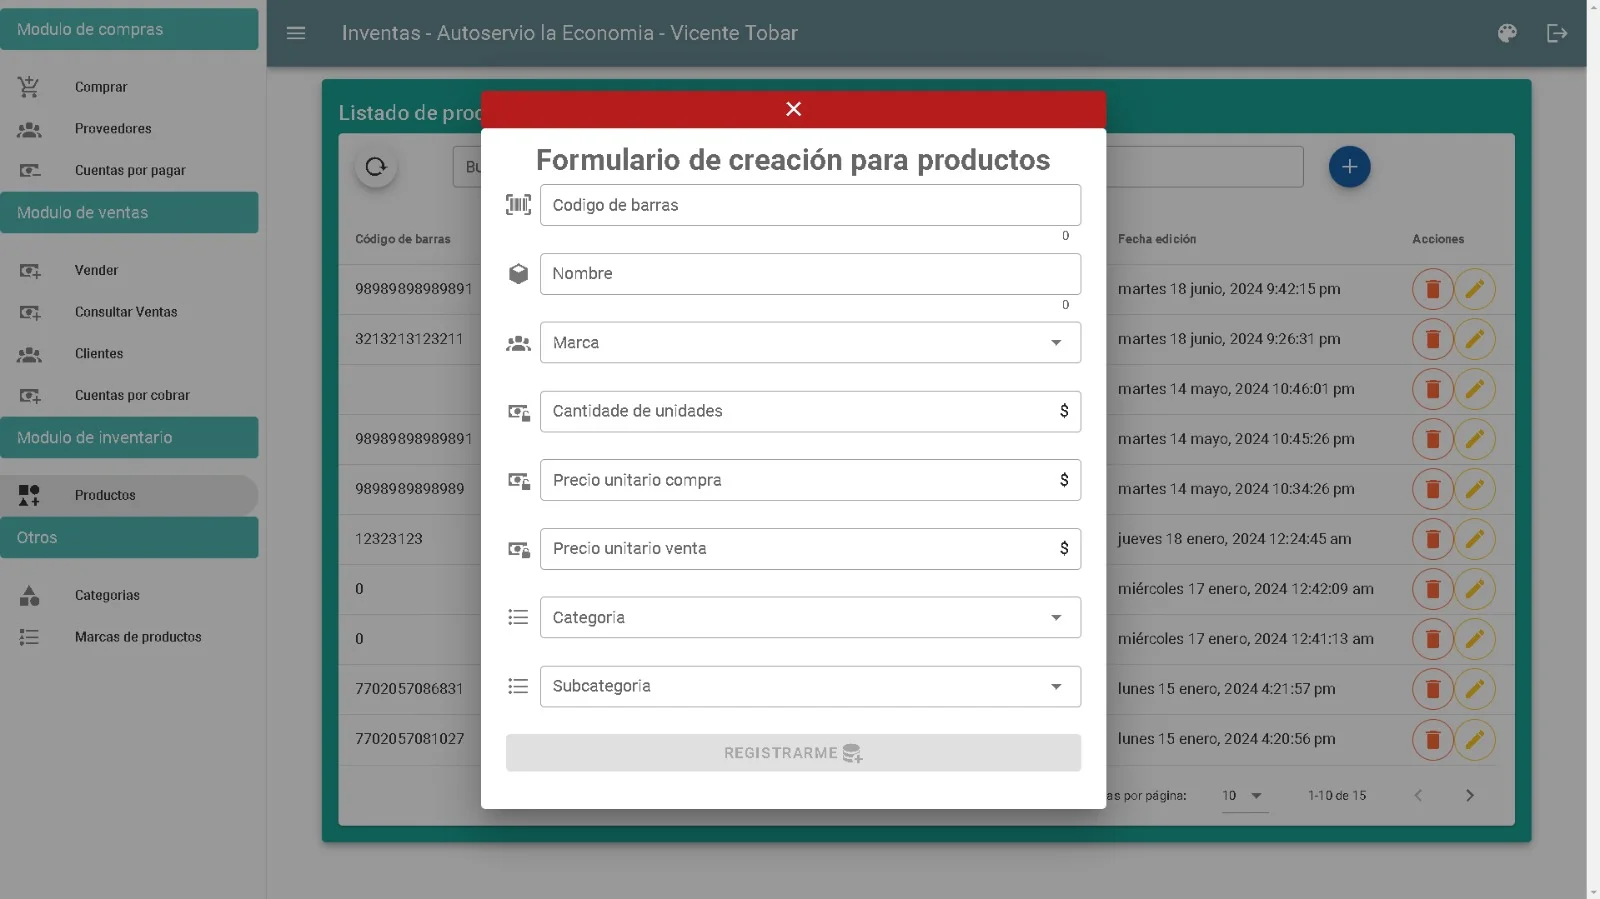 Modulo de compras
Comprar
Proveedores
Cuentas por pagar
Modulo de ventas
Vender
Consultar Ventas
Clientes
Cuentas por cobrar
Modulo de inventario
Productos
Otros
Categorias
Marcas de productos
Inventas - Autoservio la Economia - Vicente Tobar
Listado de
Formulario de creación para productos
Codigo de barras
0
Nombre
0
Marca
Cantidade de unidades $
Precio unitario compra $
Precio unitario venta $
Categoria
Subcategoria
REGISTRARME
Código de barras Fecha edición Acciones
98989898989891 martes 18 junio, 2024 9:42:15 pm
3213213123211 martes 18 junio, 2024 9:26:31 pm
martes 14 mayo, 2024 10:46:01 pm
98989898989891 martes 14 mayo, 2024 10:45:26 pm
9898989898989 martes 14 mayo, 2024 10:34:26 pm
12323123 jueves 18 enero, 2024 12:24:45 am
0 miércoles 17 enero, 2024 12:42:09 am
0 miércoles 17 enero, 2024 12:41:13 am
7702057086831 lunes 15 enero, 2024 4:21:57 pm
7702057081027 lunes 15 enero, 2024 4:20:56 pm
por página: 10 1-10 de 15